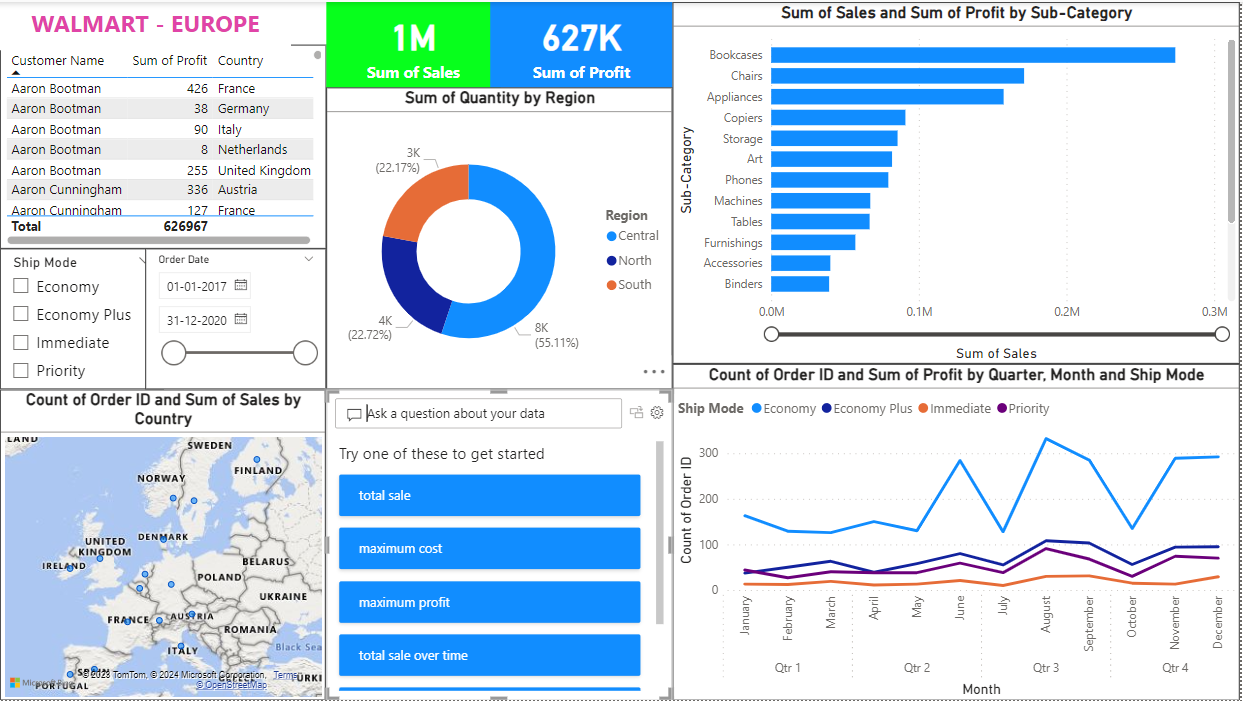 WALMART - EUROPE
Customer Name Sum of Profit Country
Aaron Bootman 426 France
Aaron Bootman 38 Germany
Aaron Bootman 90 Italy
Aaron Bootman 8 Netherlands
Aaron Bootman 255 United Kingdom
Aaron Cunningham 336 Austria
Aaron Cunningham 127 France
Total 626967
Ship Mode
Economy
Economy Plus
Immediate
Priority
Order Date
01-01-2017
31-12-2020
1M
Sum of Sales
627K
Sum of Profit
Sum of Quantity by Region
3K
(22.17%)
4K
(22.72%)
8K
(55.11%)
Region
Central
North
South
Sum of Sales and Sum of Profit by Sub-Category
Sub-Category
Bookcases
Chairs
Appliances
Copiers
Storage
Art
Phones
Machines
Tables
Furnishings
Accessories
Binders
0.0M 0.1M 0.2M 0.3M
Sum of Sales
Count of Order ID and Sum of Sales by
Country
LAND
SWEDEN
FINLAND
NORWAY
UNITED
KINGDOM
DENMARK
IRELAND
BELARUS
POLAND
UKRAINE
FRANCE
AUSTRIA
ROMANIA
ITALY
Black Sea
SPAIN
PORTUGAL
GREECE
TÜRKI
Microsoft Bing
© 2023 TomTom, © 2024 Microsoft Corporation, Terms
© OpenStreetMap
Ask a question about your data
Try one of these to get started
total sale
maximum cost
maximum profit
total sale over time
Count of Order ID and Sum of Profit by Quarter, Month and Ship Mode
Ship Mode Economy Economy Plus Immediate Priority
Count of Order ID
300
200
100
0
January February March April May June July August September October November December
Qtr 1 Qtr 2 Qtr 3 Qtr 4
Month